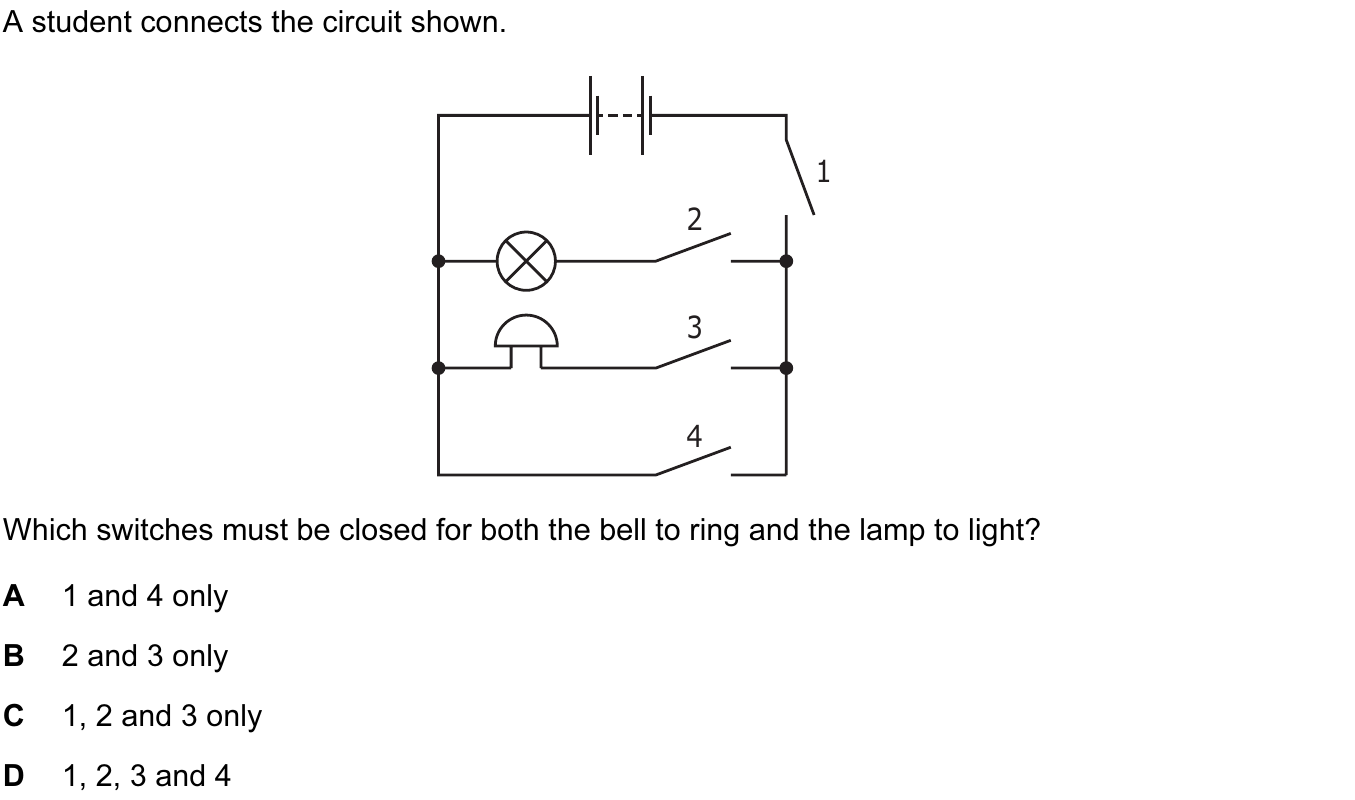 A student connects the circuit shown.
1
2
3
4
Which switches must be closed for both the bell to ring and the lamp to light?
A 1 and 4 only
B 2 and 3 only
C 1, 2 and 3 only
D 1, 2, 3 and 4